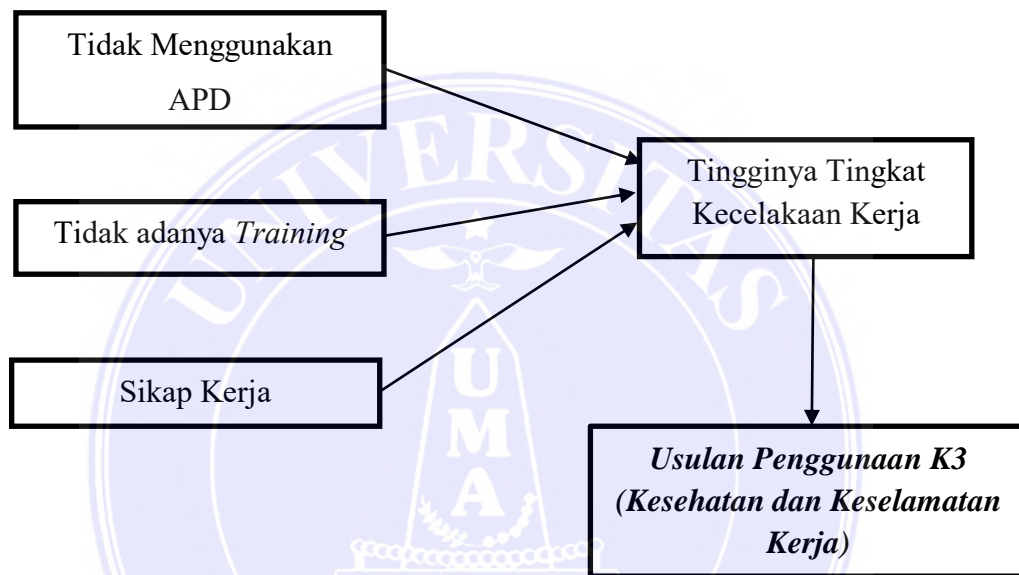 Tidak Menggunakan
APD
Tidak adanya Training
Sikap Kerja
Tingginya Tingkat
Kecelakaan Kerja
Usulan Penggunaan K3
(Kesehatan dan Keselamatan
Kerja)
UNIVERSITAS
U
M
A